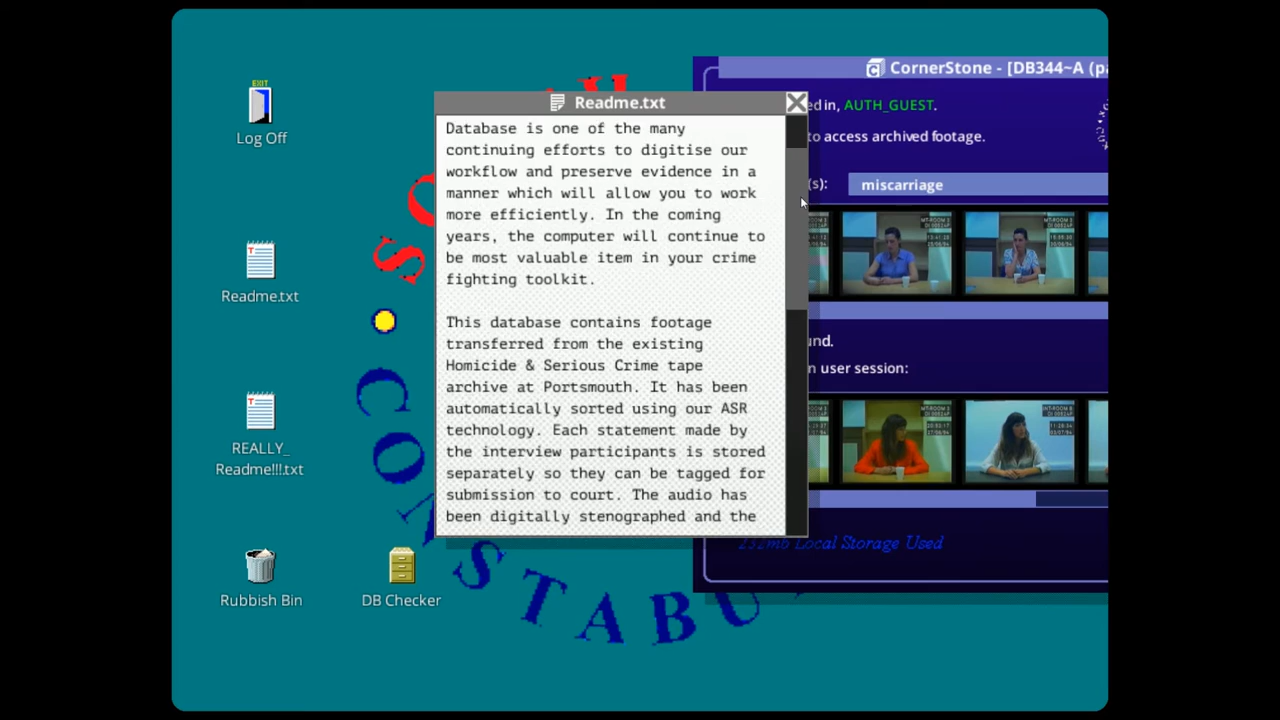 EXIT
Log Off
Readme.txt
REALLY_
Readme!!!.txt
Rubbish Bin
DB Checker
Readme.txt
Database is one of the many
continuing efforts to digitise our
workflow and preserve evidence in a
manner which will allow you to work
more efficiently. In the coming
years, the computer will continue to
be most valuable item in your crime
fighting toolkit.
This database contains footage
transferred from the existing
Homicide & Serious Crime tape
archive at Portsmouth. It has been
automatically sorted using our ASR
technology. Each statement made by
the interview participants is stored
separately so they can be tagged for
submission to court. The audio has
been digitally stenographed and the
CornerStone - [DB344~A (pa
ed in, AUTH_GUEST.
to access archived footage.
(s):
miscarriage
und.
n user session:
232mb Local Storage Used
S
CONSTABU